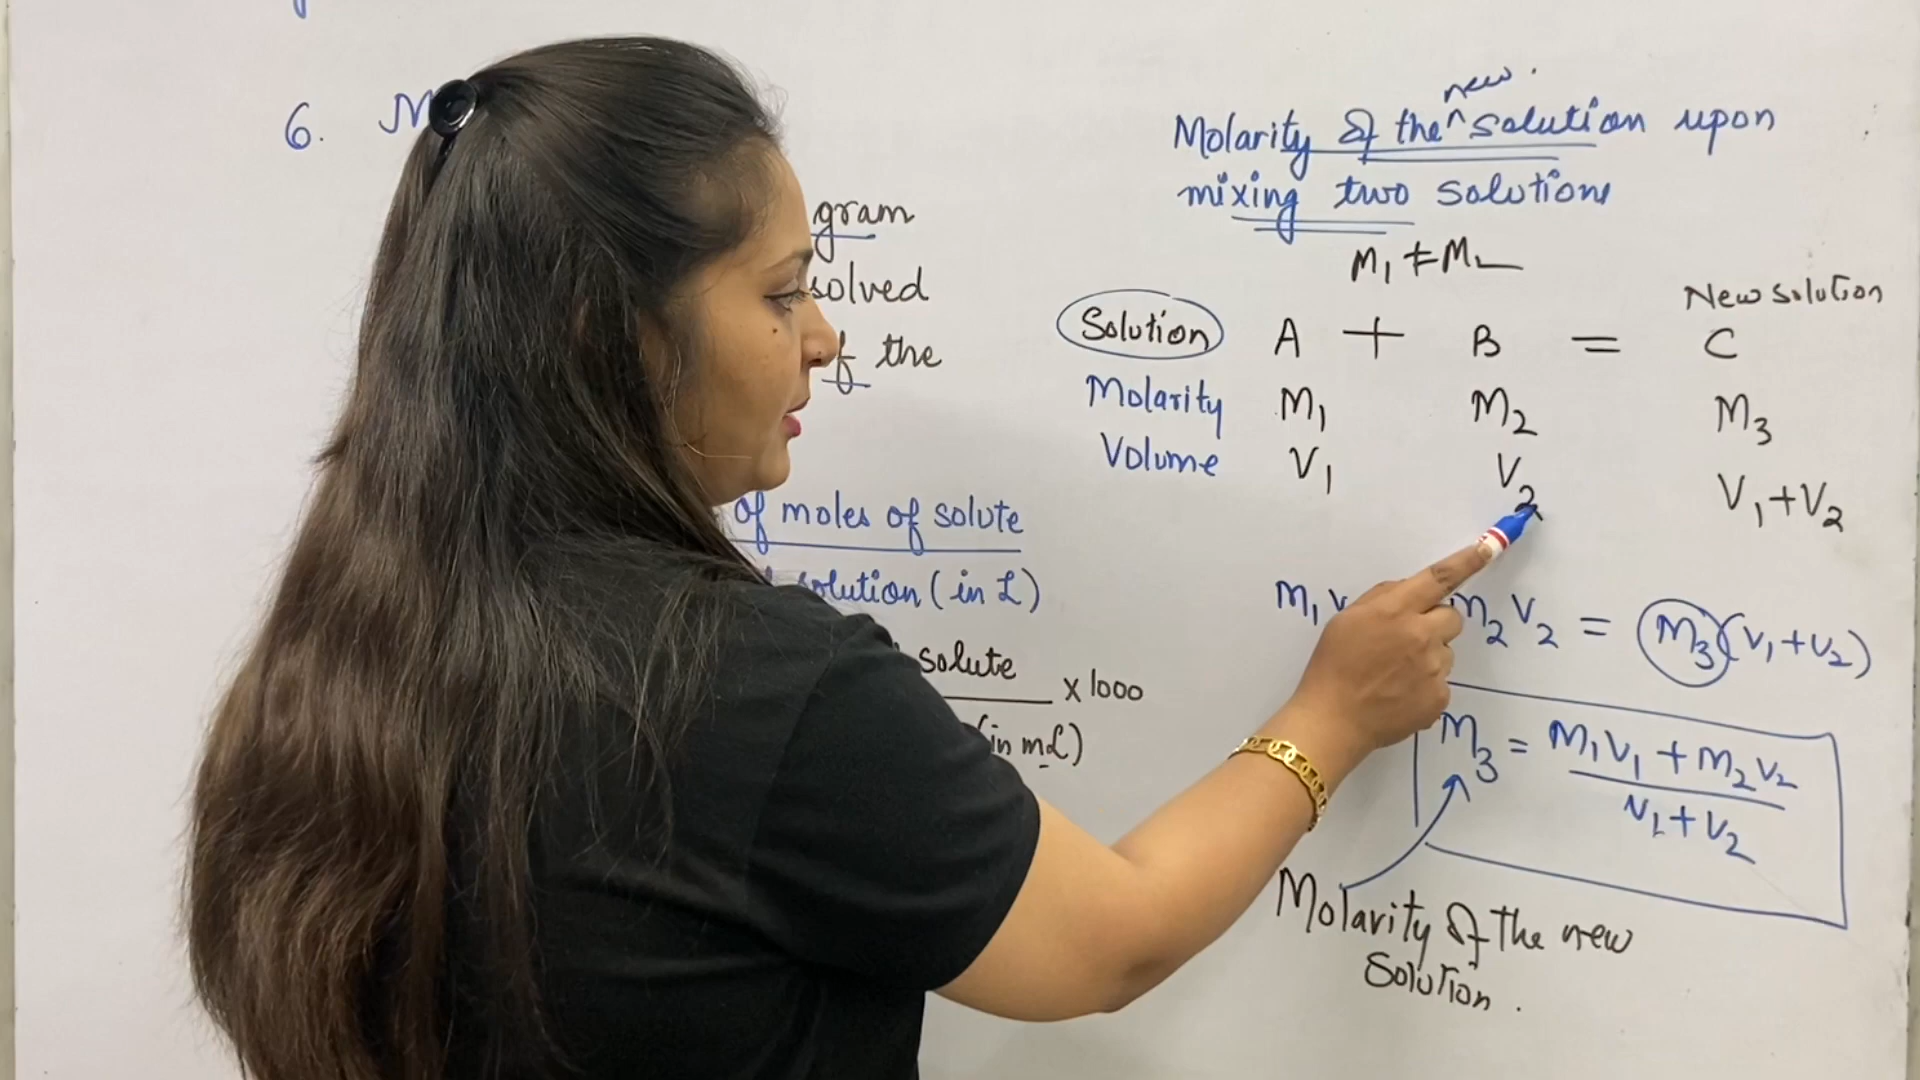 6.
gram
solved
of the
of moles of solute
solution (in L)
solute
x 1000
(in mL)
new.
Molarity of the ^ solution upon
mixing two solutions
M₁ ≠ M₂
New solution
Solution A + B = C
Molarity M₁ M₂ M₃
Volume V₁ V₂ V₁+V₂
M₁V M₂V₂ = M₃(V₁+V₂)
M₃ = M₁V₁ + M₂V₂
V₁+V₂
Molarity of the new
Solution.